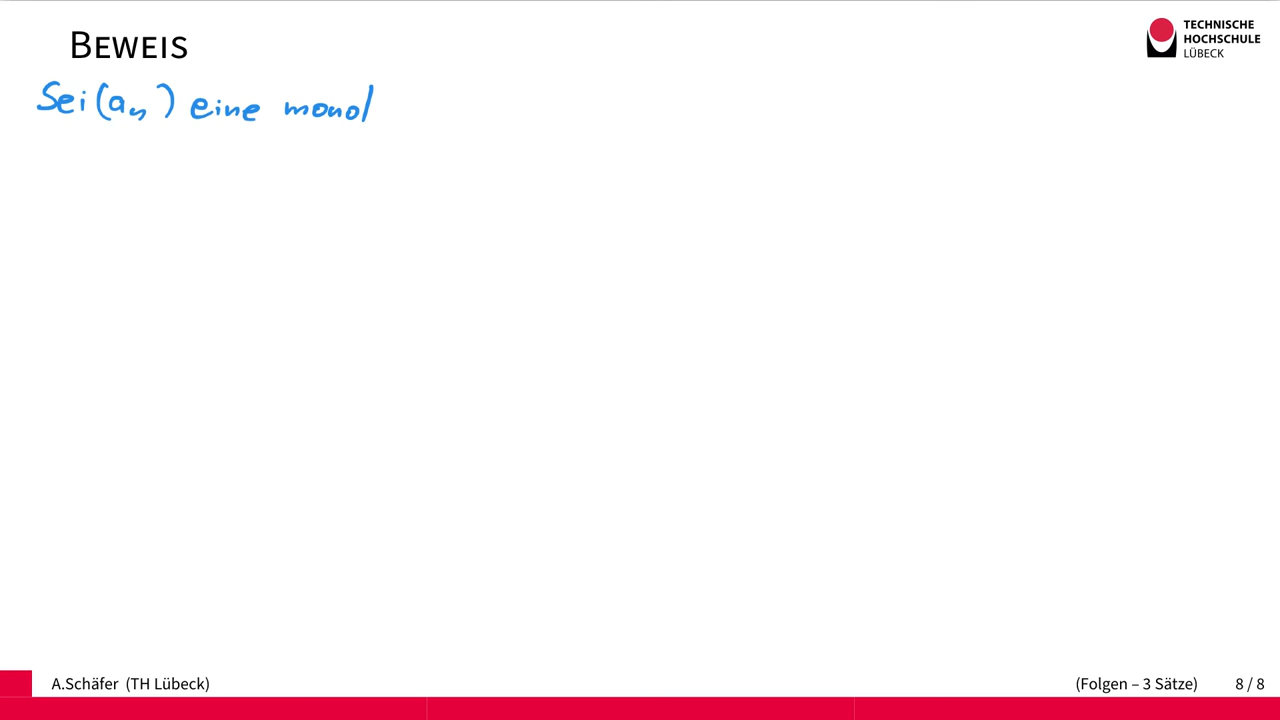 BEWEIS
TECHNISCHE
HOCHSCHULE
LÜBECK
Sei (an) eine monol
A.Schäfer (TH Lübeck)
(Folgen – 3 Sätze)
8 / 8